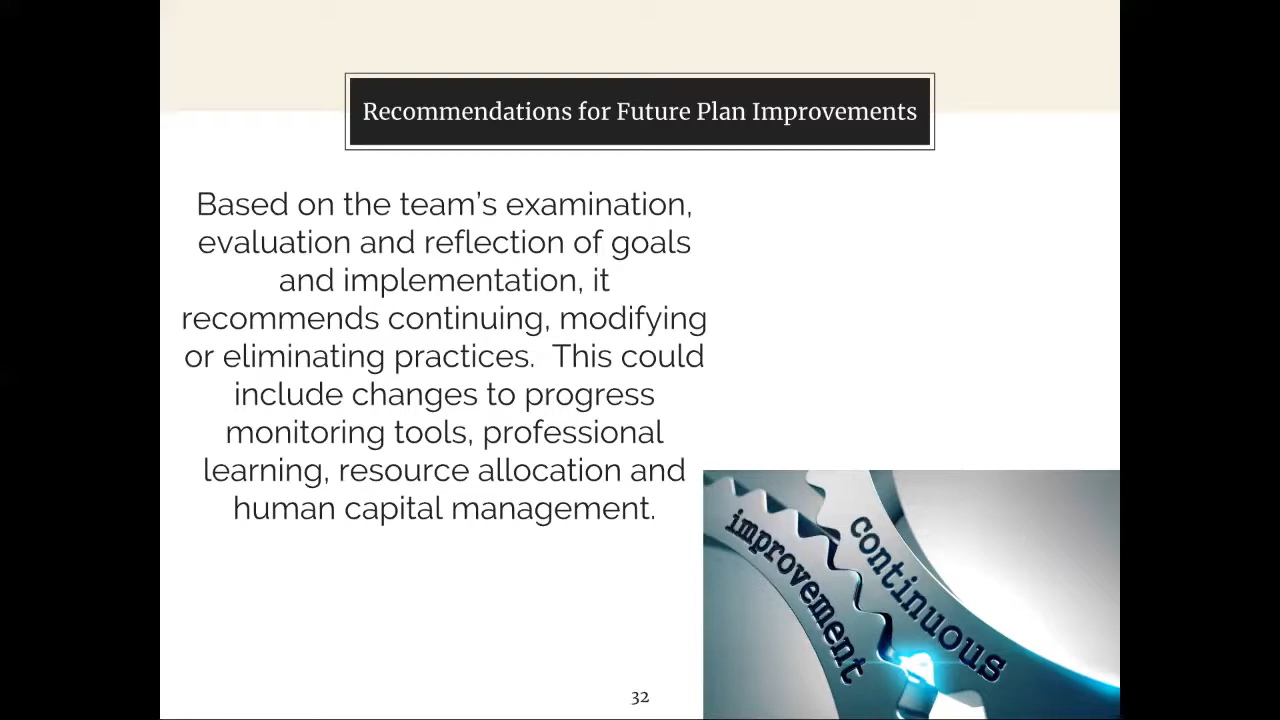 Recommendations for Future Plan Improvements
Based on the team's examination,
evaluation and reflection of goals
and implementation, it
recommends continuing, modifying
or eliminating practices.  This could
include changes to progress
monitoring tools, professional
learning, resource allocation and
human capital management.
improvement
continuous
32